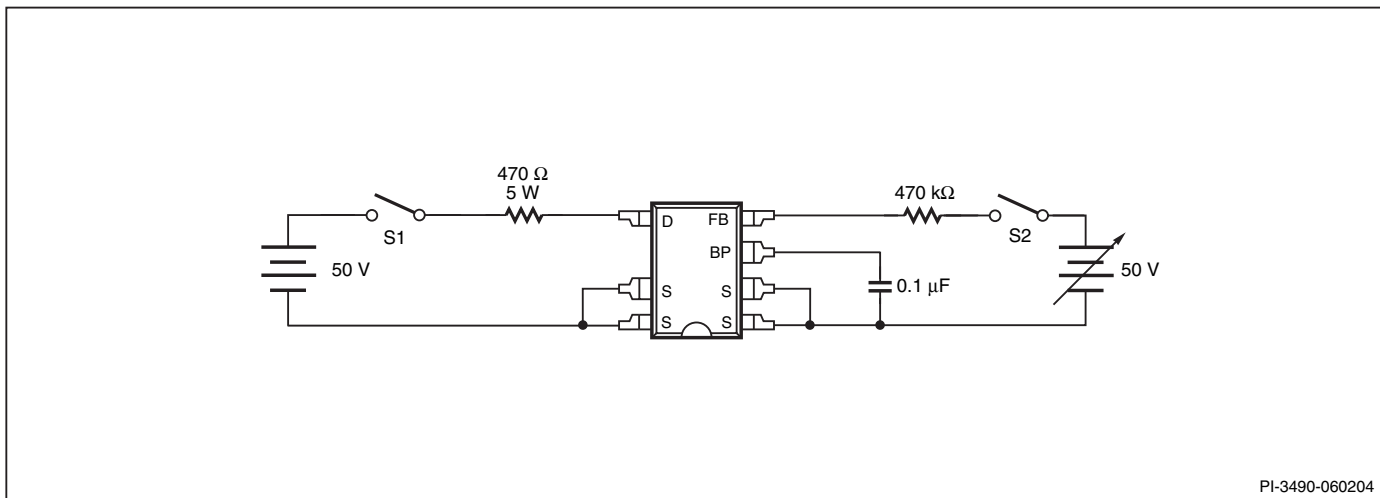 470 Ω
5 W
470 kΩ
S1
D
FB
S2
BP
50 V
50 V
0.1 µF
S
S
S
S
PI-3490-060204